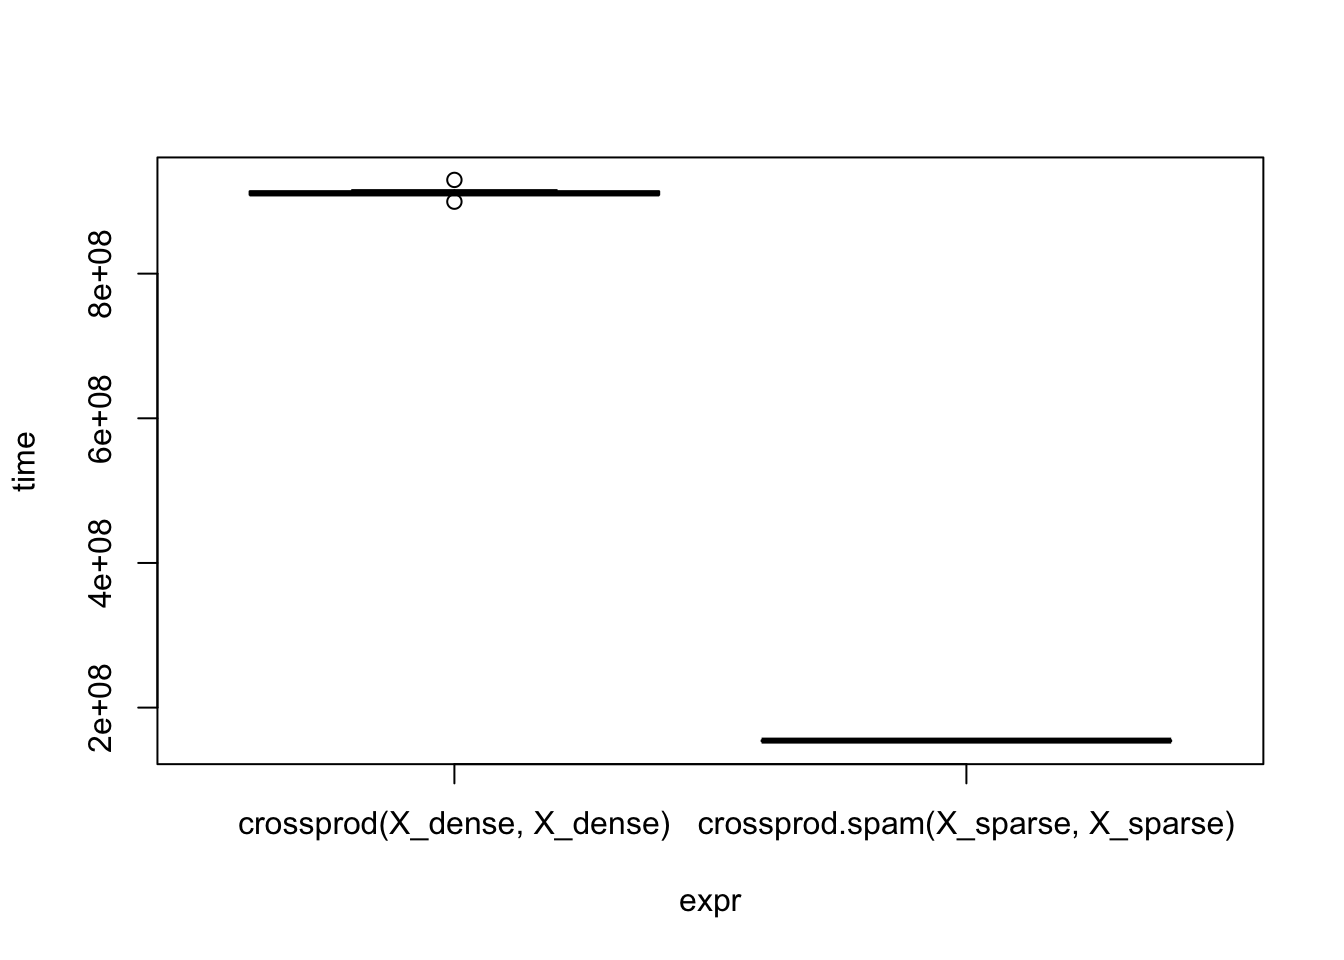 8e+08
6e+08
4e+08
2e+08
time
crossprod(X_dense, X_dense) crossprod.spam(X_sparse, X_sparse)
expr